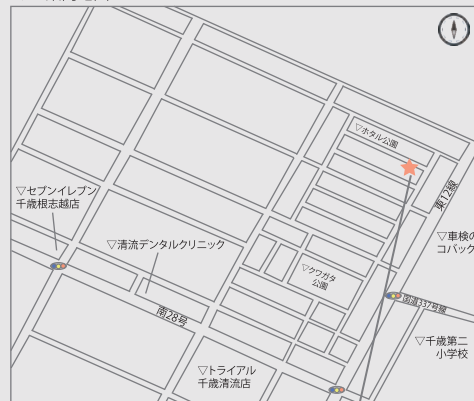 ▽ホタル公園
東12線
▽セブンイレブン
千歳根志越店
▽車検の
コバック
▽清流デンタルクリニック
▽クワガタ
公園
国道337号線
南28号
▽千歳第二
小学校
▽トライアル
千歳清流店